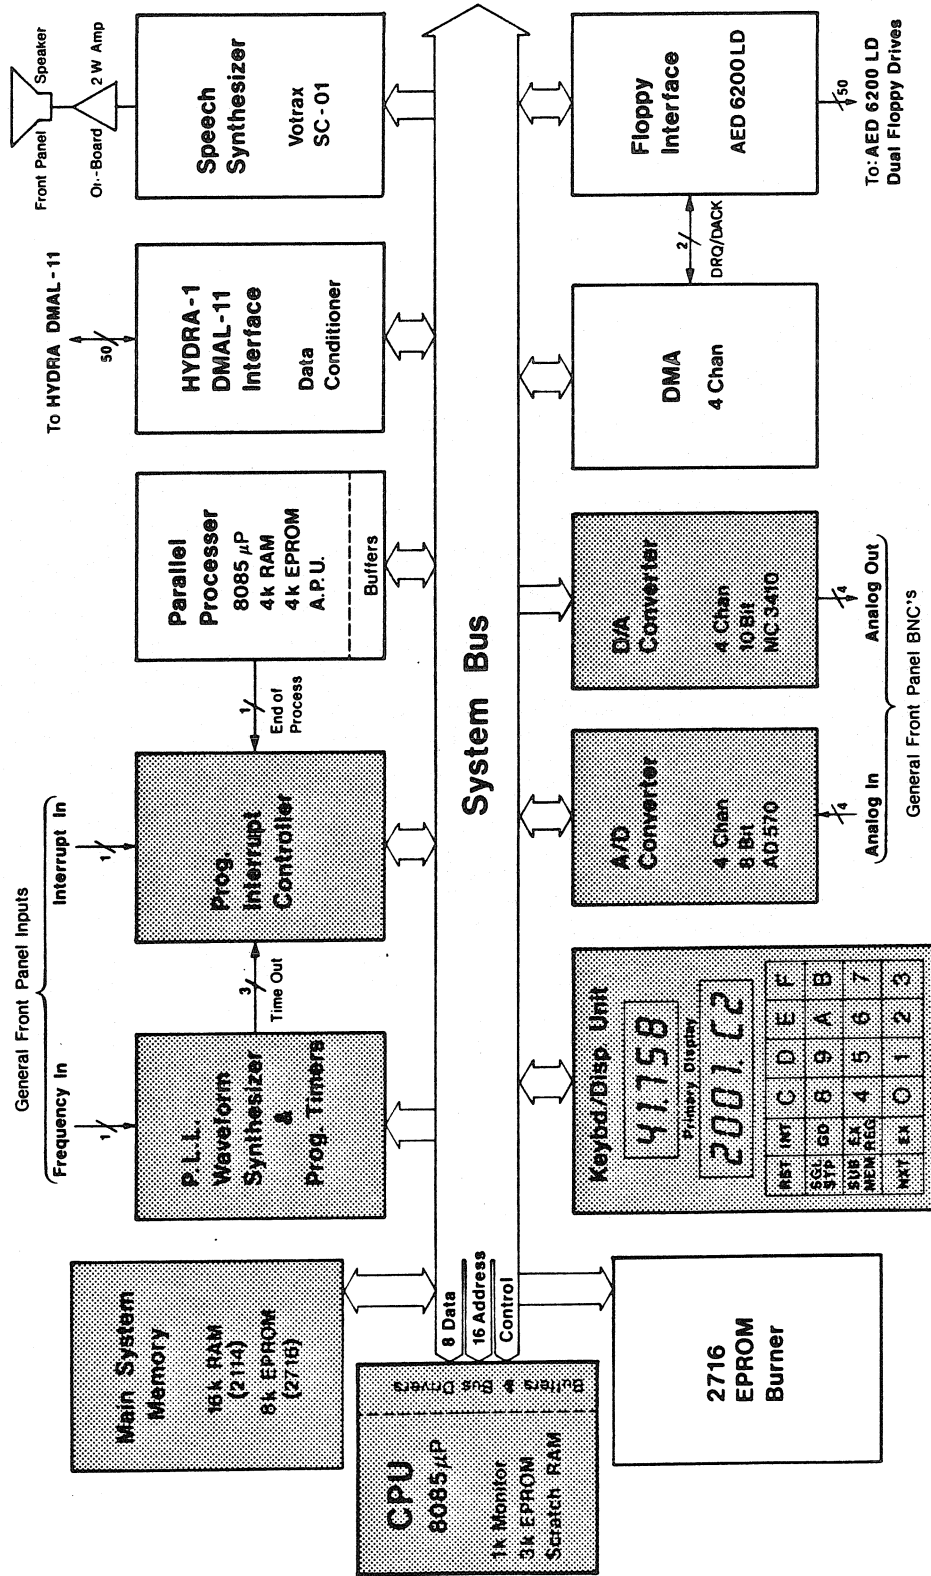 General Front Panel Inputs
Frequency In
Interrupt In
1
1
To HYDRA DMAL-11
50
Front Panel Speaker
On-Board 2 W Amp
Main System
Memory
16k RAM
(2114)
8k EPROM
(2716)
P.L.L.
Waveform
Synthesizer
&
Prog. Timers
3
Time Out
Prog.
Interrupt
Controller
1
End of
Process
Parallel
Processer
8085 µP
4k RAM
4k EPROM
A.P.U.
Buffers
HYDRA-1
DMAL-11
Interface
Data
Conditioner
Speech
Synthesizer
Votrax
SC-01
CPU
8085 µP
1k Monitor
3k EPROM
Scratch RAM
Buffers & Bus Drivers
8 Data
16 Address
Control
System Bus
2716
EPROM
Burner
Keybd./Disp. Unit
41.758
Primary Display
2001.C2
RST INT C D E F
SGL STP GD 8 9 A B
SUB MEM EX REG 4 5 6 7
NXT EX 0 1 2 3
A/D
Converter
4 Chan
8 Bit
AD570
4
Analog In
D/A
Converter
4 Chan
10 Bit
MC3410
4
Analog Out
General Front Panel BNC's
DMA
4 Chan
2
DRQ/DACK
Floppy
Interface
AED 6200 LD
50
To: AED 6200 LD
Dual Floppy Drives